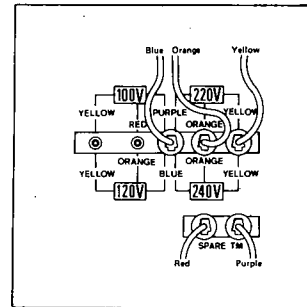 Blue Orange Yellow
100V 220V
YELLOW PURPLE YELLOW
RED
ORANGE ORANGE
YELLOW BLUE YELLOW
120V 240V
SPARE TM
Red Purple